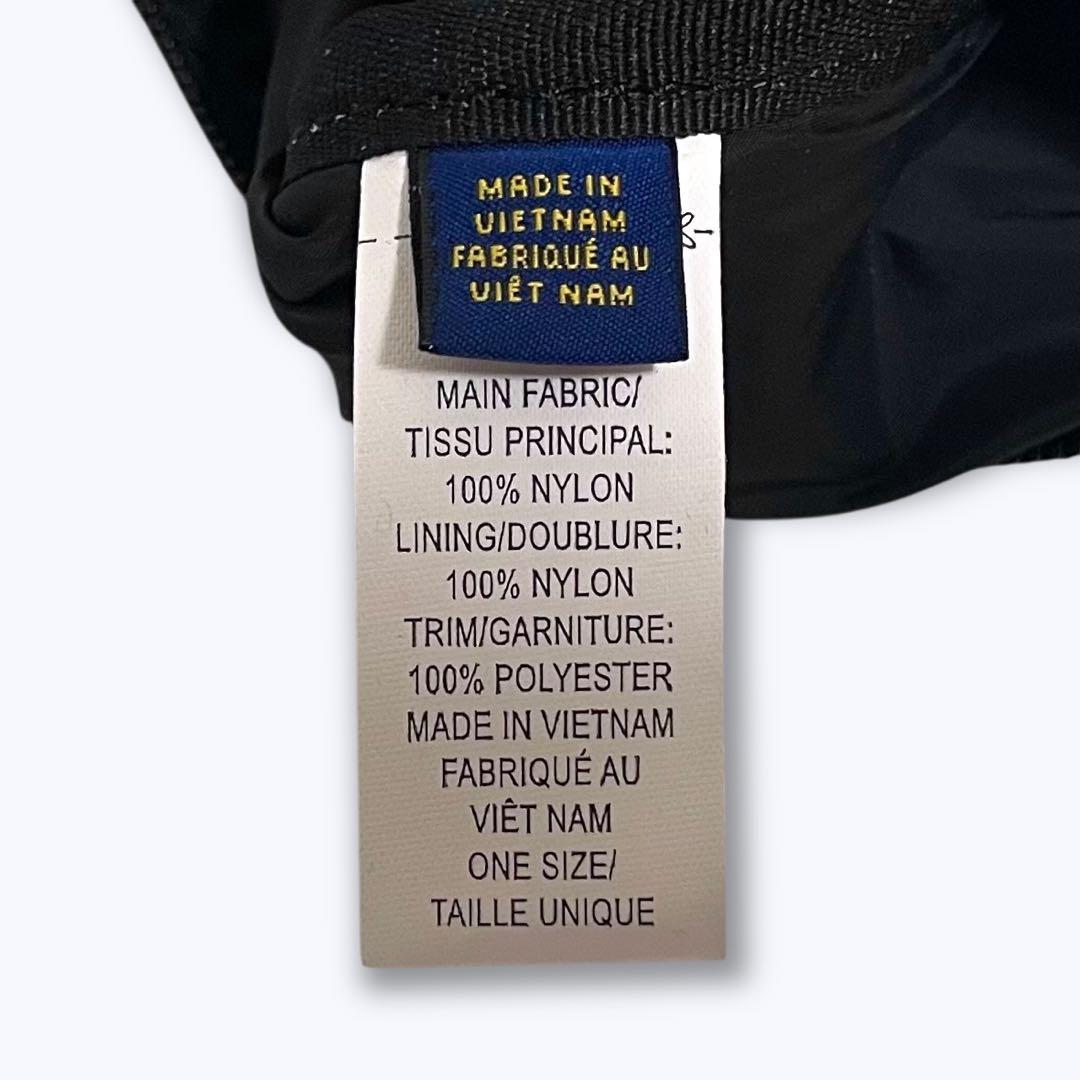 MADE IN
VIETNAM
FABRIQUÉ AU
VIÊT NAM
MAIN FABRIC/
TISSU PRINCIPAL:
100% NYLON
LINING/DOUBLURE:
100% NYLON
TRIM/GARNITURE:
100% POLYESTER
MADE IN VIETNAM
FABRIQUÉ AU
VIÊT NAM
ONE SIZE/
TAILLE UNIQUE